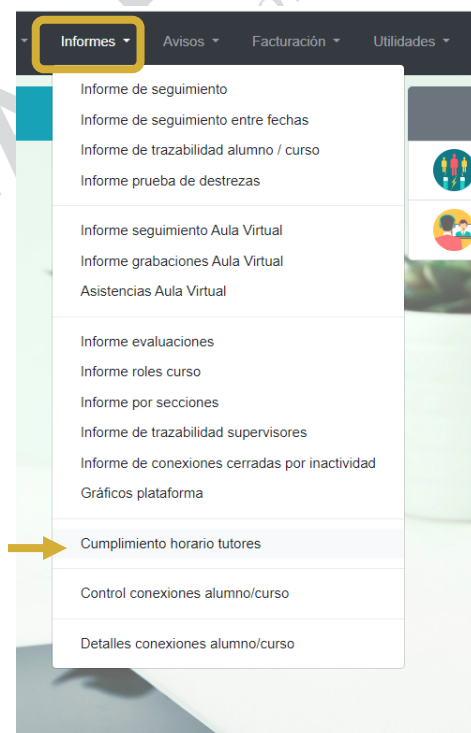 Informes Avisos Facturación Utilidades
Informe de seguimiento
Informe de seguimiento entre fechas
Informe de trazabilidad alumno / curso
Informe prueba de destrezas
Informe seguimiento Aula Virtual
Informe grabaciones Aula Virtual
Asistencias Aula Virtual
Informe evaluaciones
Informe roles curso
Informe por secciones
Informe de trazabilidad supervisores
Informe de conexiones cerradas por inactividad
Gráficos plataforma
Cumplimiento horario tutores
Control conexiones alumno/curso
Detalles conexiones alumno/curso